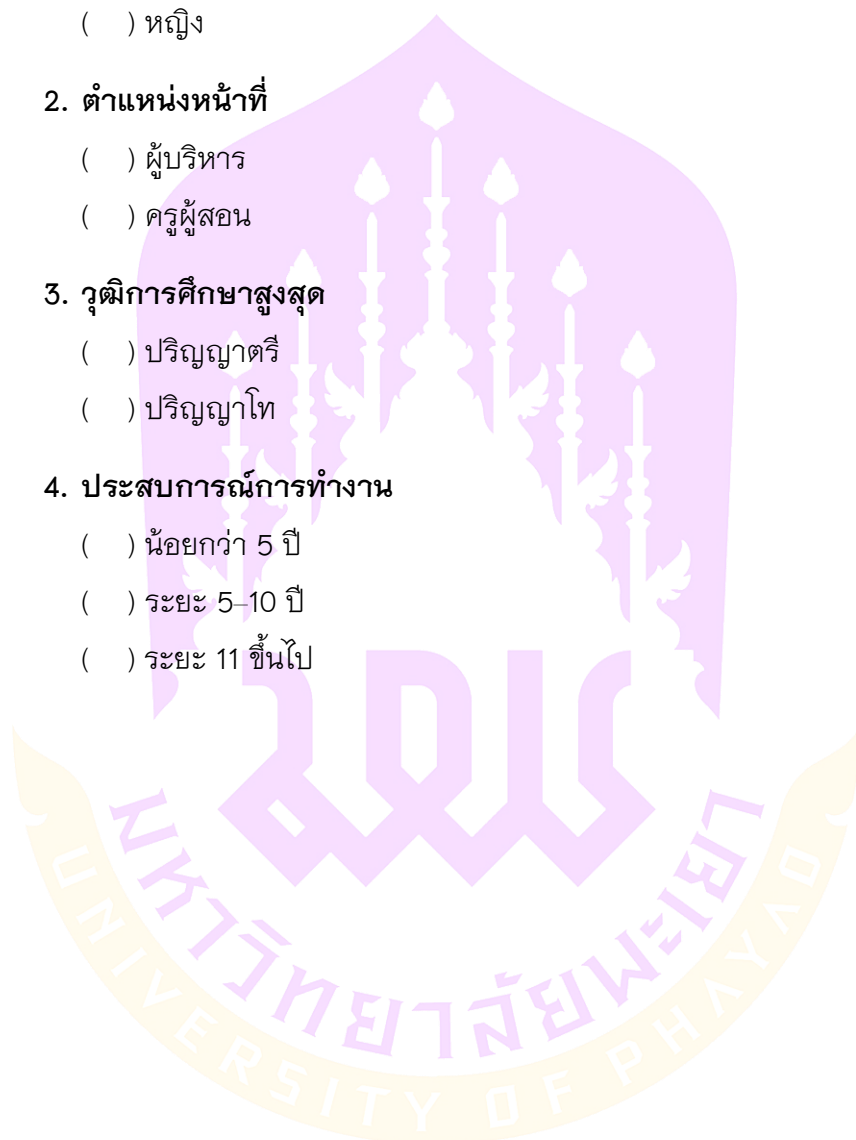 ( ) หญิง
2. ตำแหน่งหน้าที่
( ) ผู้บริหาร
( ) ครูผู้สอน
3. วุฒิการศึกษาสูงสุด
( ) ปริญญาตรี
( ) ปริญญาโท
4. ประสบการณ์การทำงาน
( ) น้อยกว่า 5 ปี
( ) ระยะ 5–10 ปี
( ) ระยะ 11 ขึ้นไป
มหาวิทยาลัยพะเยา
UNIVERSITY OF PHAYAO